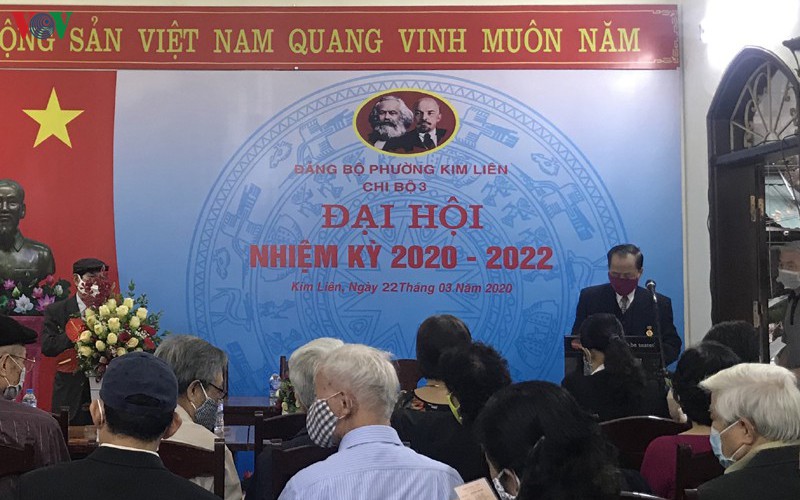 VOV
ỘNG SẢN VIỆT NAM QUANG VINH MUÔN NĂM
ĐẢNG BỘ PHƯỜNG KIM LIÊN
CHI BỘ 3
ĐẠI HỘI
NHIỆM KỲ 2020 - 2022
Kim Liên, Ngày 22 Tháng 03 Năm 2020